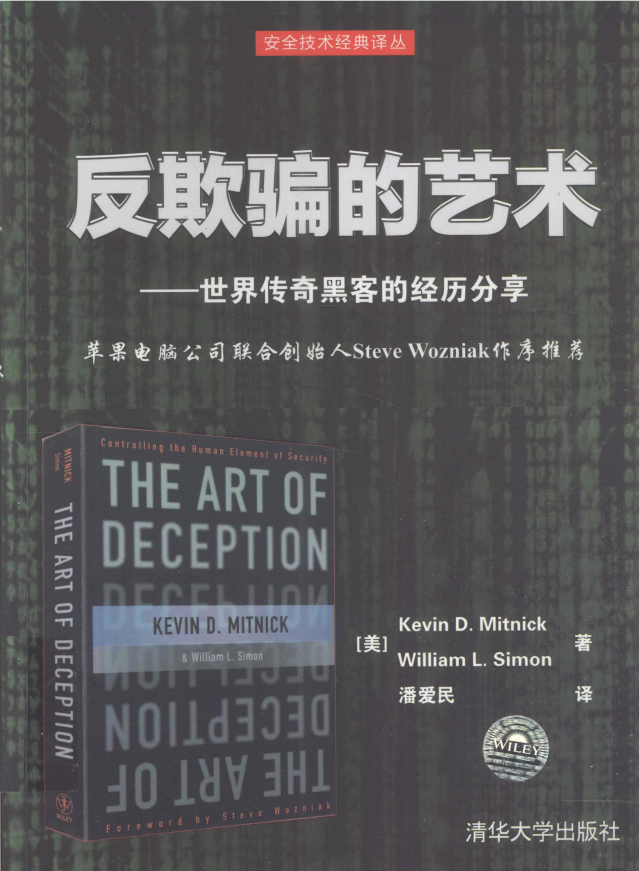 安全技术经典译丛
反欺骗的艺术
——世界传奇黑客的经历分享
苹果电脑公司联合创始人Steve Wozniak作序推荐
MITNICK
Simon
THE ART OF DECEPTION
WILEY
Controlling the Human Element of Security
THE ART OF
DECEPTION
DECEPTION
KEVIN D. MITNICK
& William L. Simon
DECEPTION
THE ART OF
Foreword by Steve Wozniak
[美] Kevin D. Mitnick 著
William L. Simon
潘爱民 译
WILEY
清华大学出版社